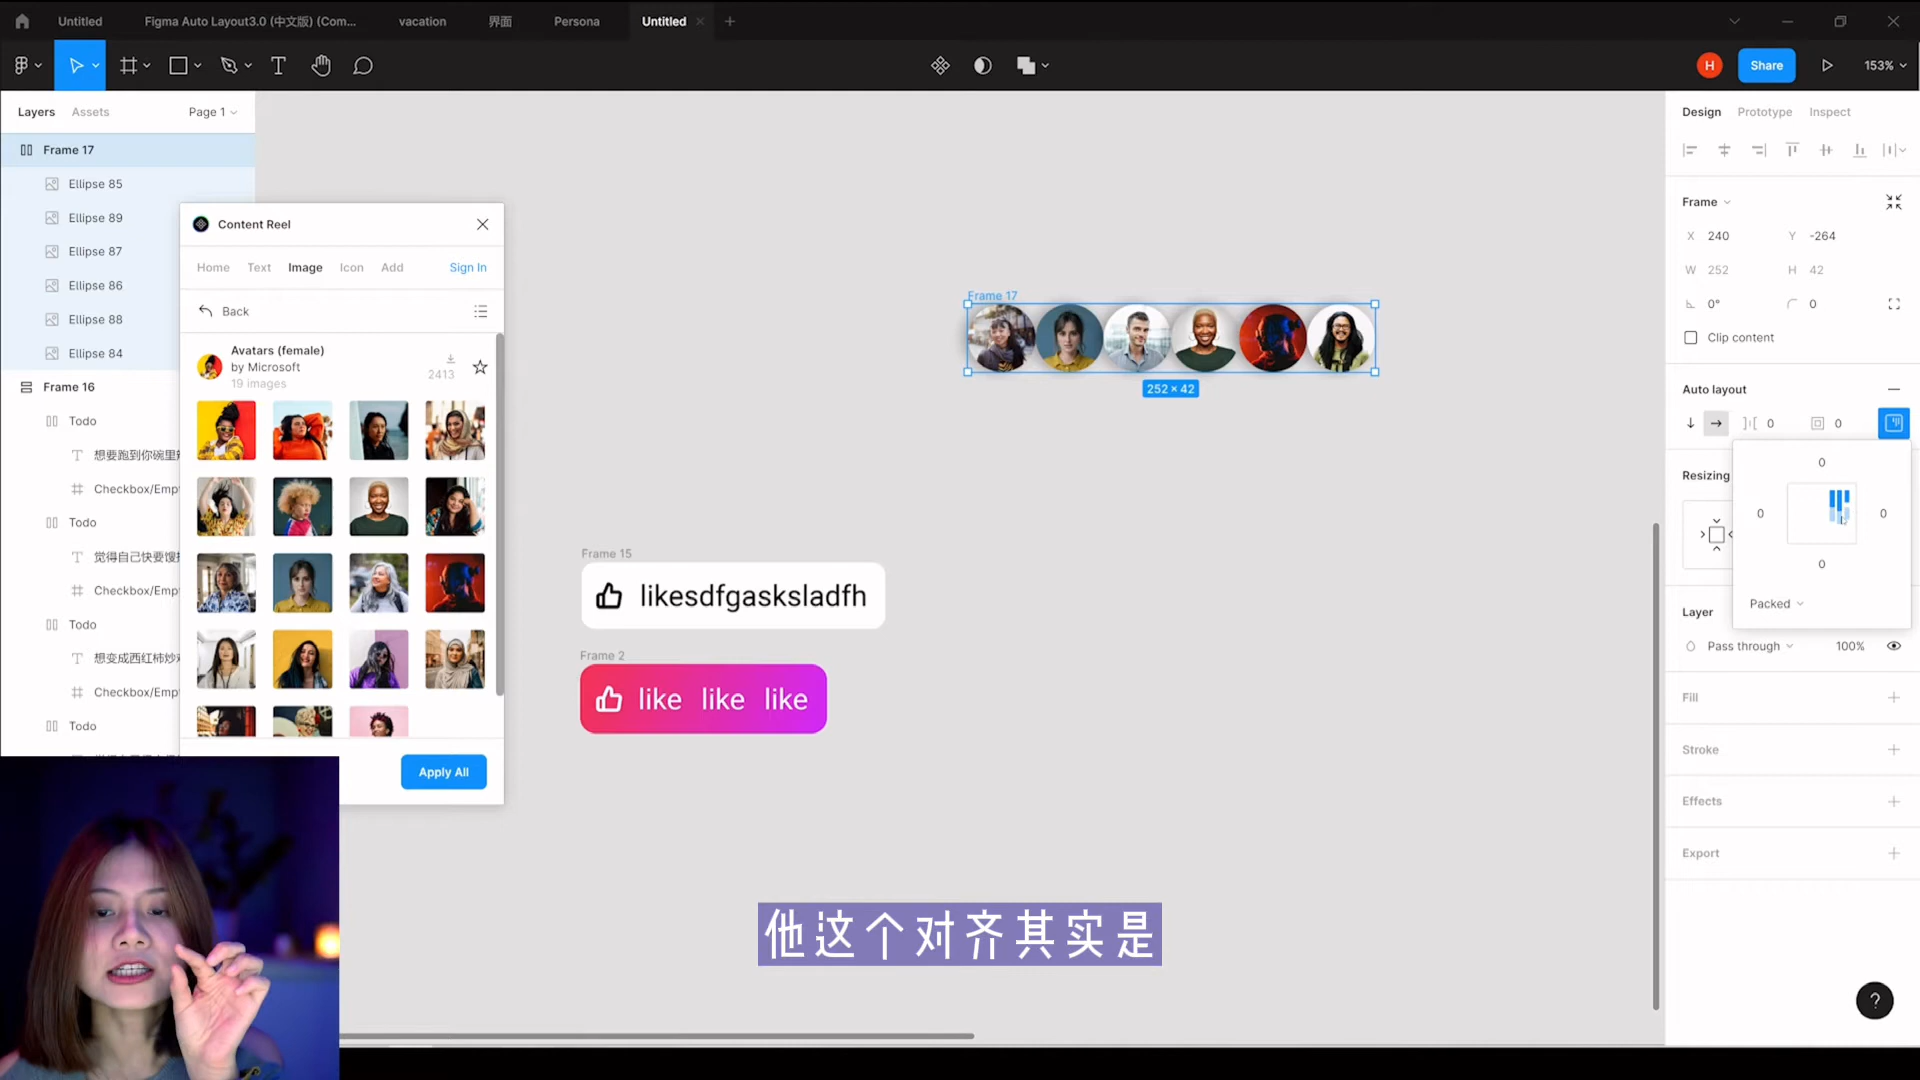 Untitled
Figma Auto Layout3.0 (中文版) (Com...
vacation
界面
Persona
Untitled
H
Share
153%
Layers
Assets
Page 1
Frame 17
Ellipse 85
Ellipse 89
Ellipse 87
Ellipse 86
Ellipse 88
Ellipse 84
Frame 16
Todo
想要跑到你碗里
Checkbox/Emp
Todo
觉得自己快要馊
Checkbox/Emp
Todo
想变成西红柿炒
Checkbox/Emp
Todo
Content Reel
Home
Text
Image
Icon
Add
Sign In
Back
Avatars (female)
by Microsoft
19 images
2413
Apply All
Frame 17
252 × 42
Frame 15
likesdfgasksladfh
Frame 2
like like like
Design
Prototype
Inspect
Frame
X 240
Y -264
W 252
H 42
0°
0
Clip content
Auto layout
0
0
Resizing
0
0
0
0
Packed
Layer
Pass through
100%
Fill
Stroke
Effects
Export
?
他这个对齐其实是